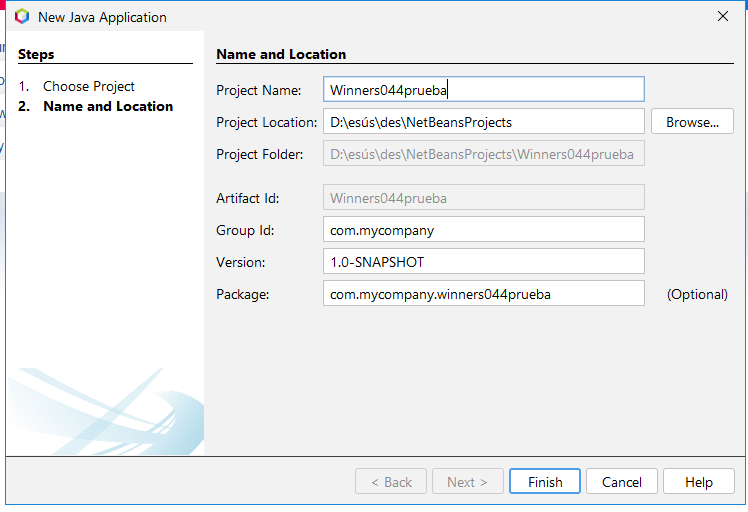 New Java Application
Steps
1. Choose Project
2. Name and Location
Name and Location
Project Name: Winners044prueba
Project Location: D:\esús\des\NetBeansProjects Browse...
Project Folder: D:\esús\des\NetBeansProjects\Winners044prueba
Artifact Id: Winners044prueba
Group Id: com.mycompany
Version: 1.0-SNAPSHOT
Package: com.mycompany.winners044prueba (Optional)
< Back Next > Finish Cancel Help